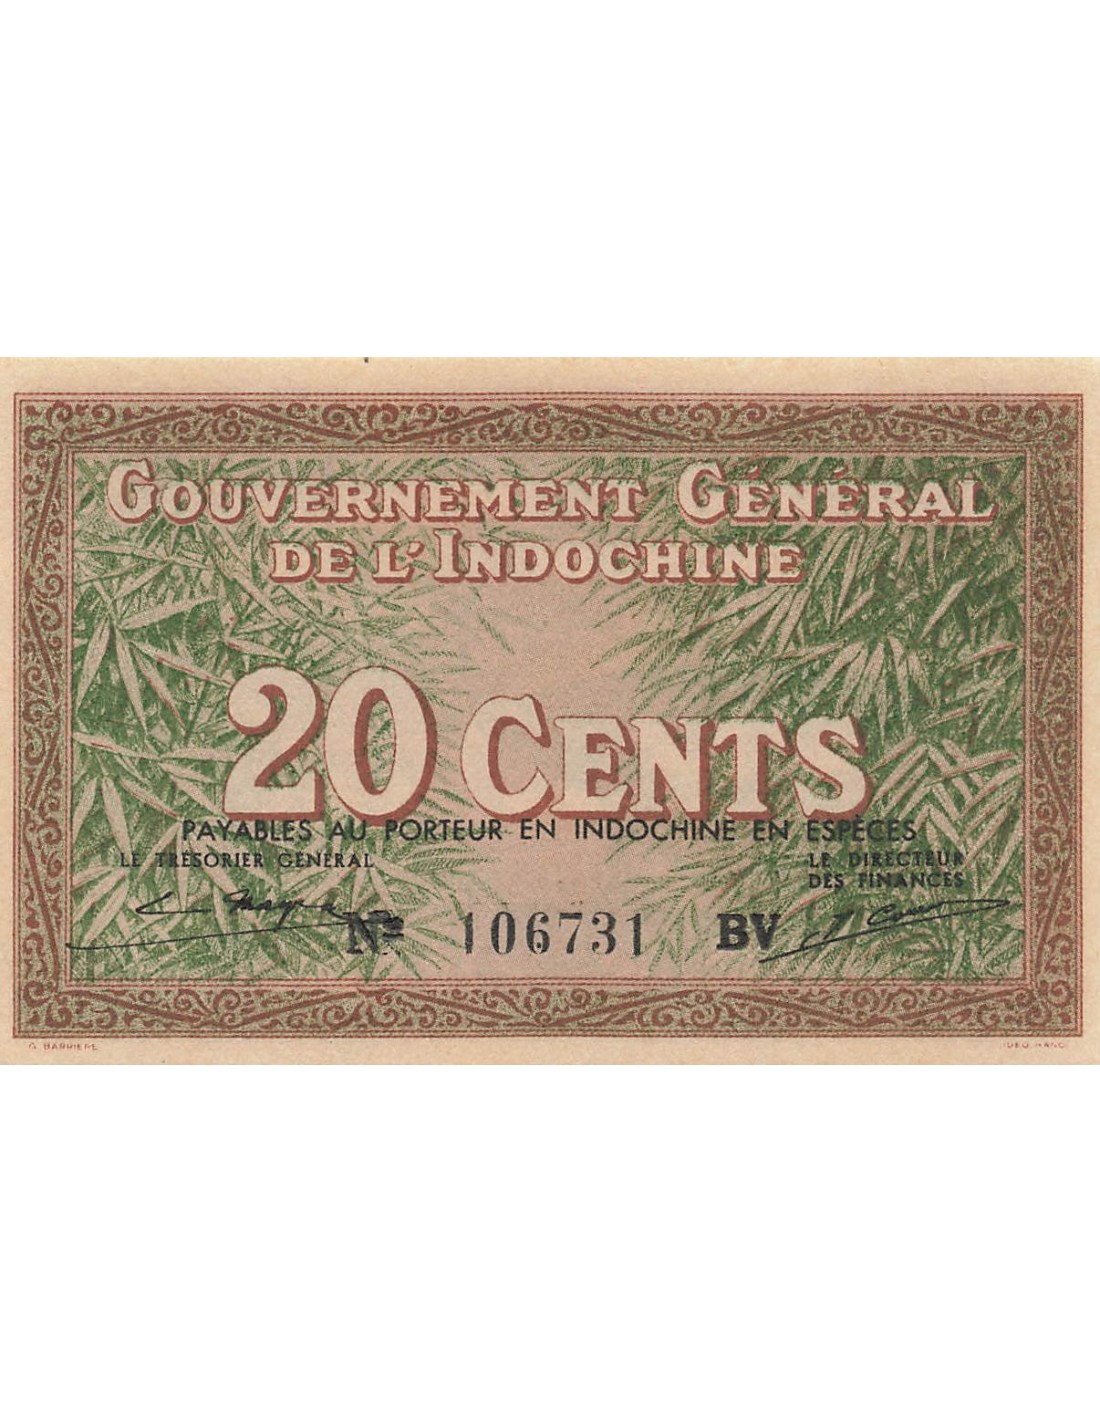 GOUVERNEMENT GÉNÉRAL
DE L'INDOCHINE
20 CENTS
PAYABLES AU PORTEUR EN INDOCHINE EN ESPÈCES
LE TRÉSORIER GÉNÉRAL
LE DIRECTEUR
DES FINANCES
Nº 106731 BV
G. BARRIERE